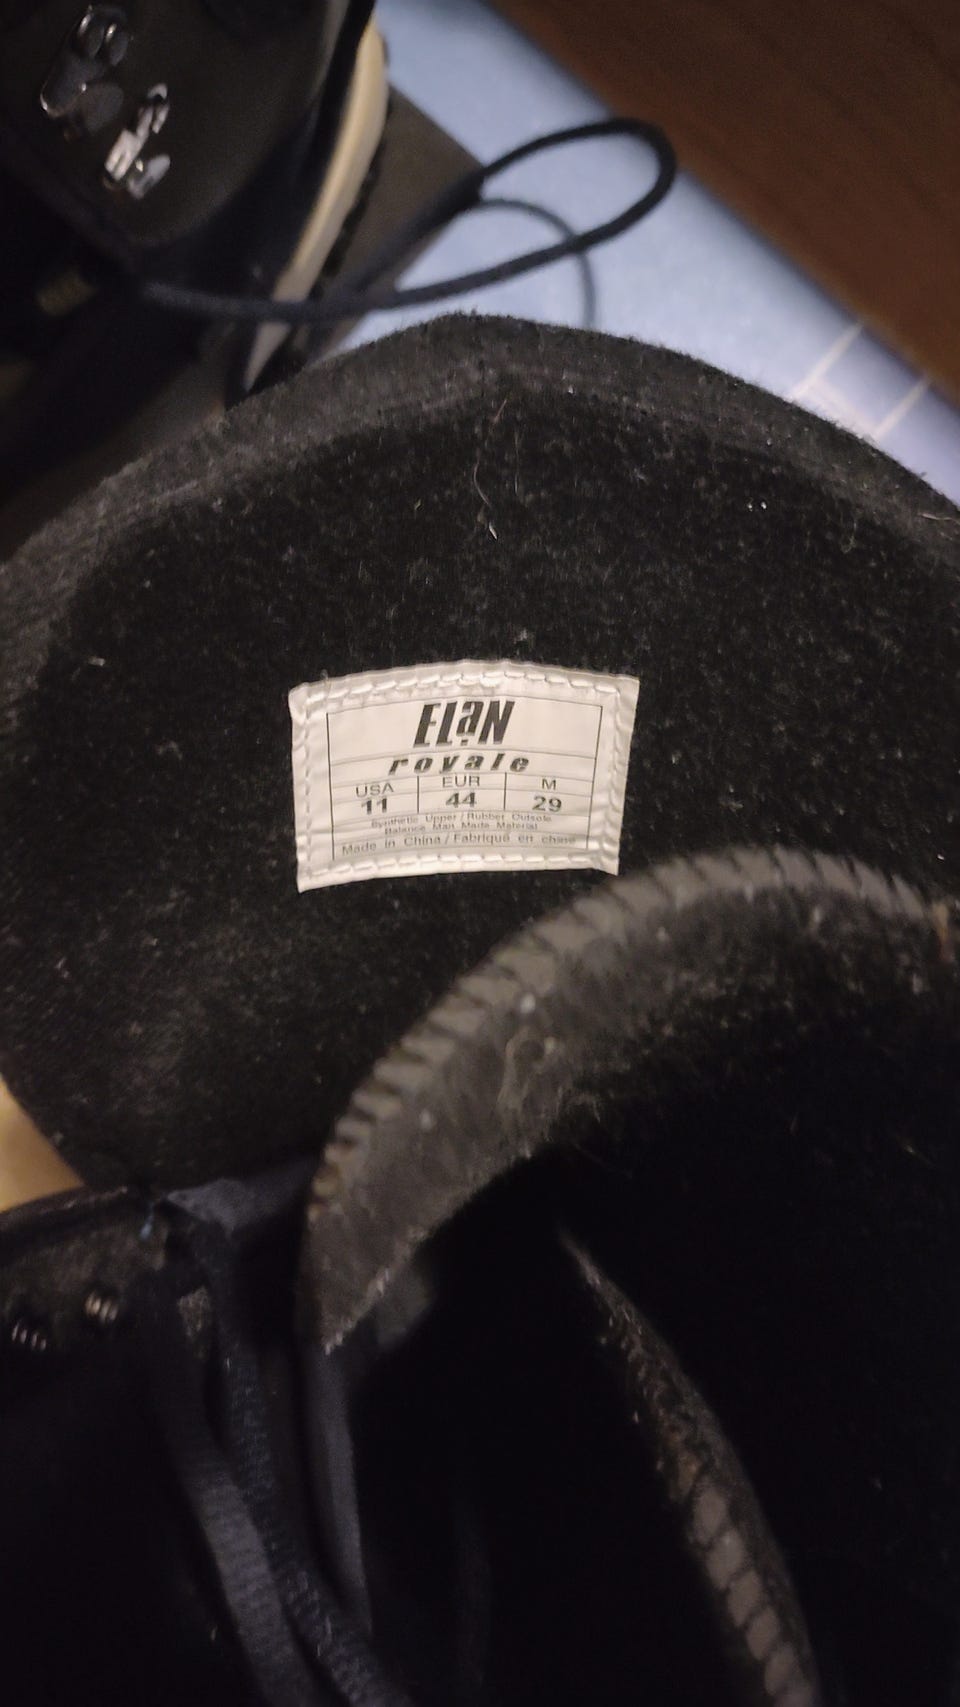 ELaN
royale
USA EUR M
11 44 29
Synthetic Upper / Rubber Outsole
Balance Man Made Material
Made in China / Fabriqué en chine